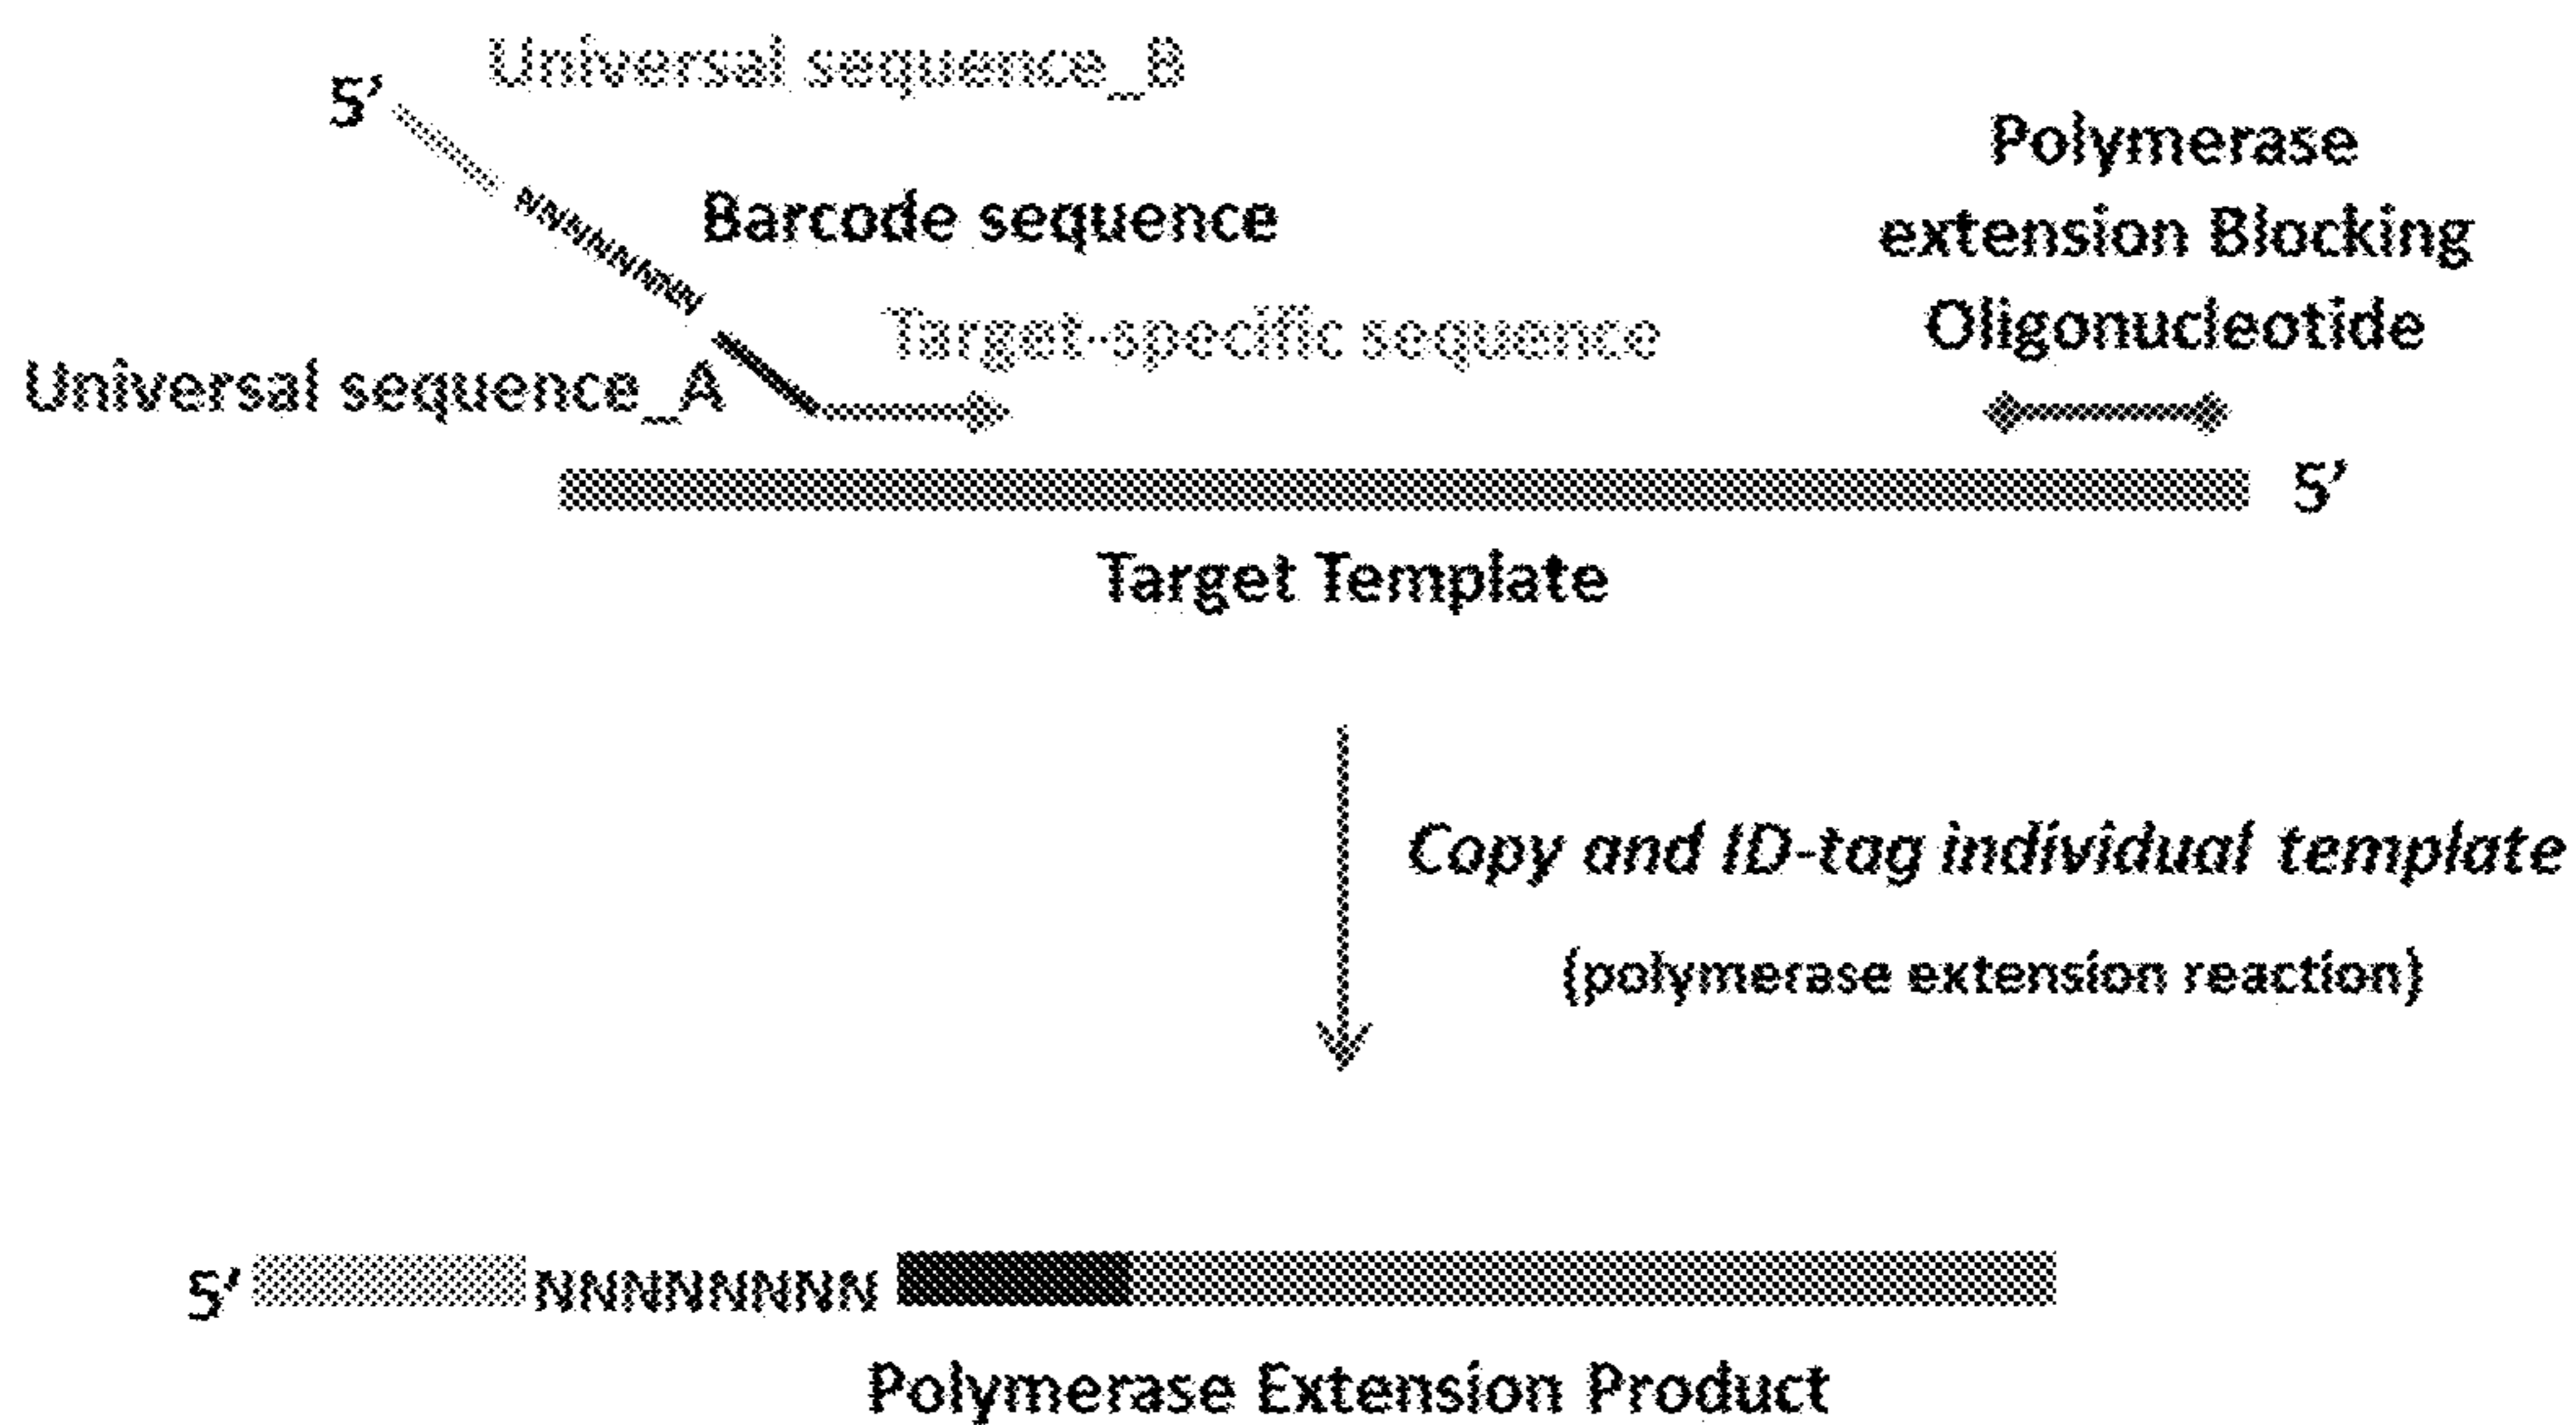 Universal sequence_B
5’
Barcode sequence
Target-specific sequence
Universal sequence_A
Polymerase
extension Blocking
Oligonucleotide
5’
Target Template
Copy and ID-tag individual template
(polymerase extension reaction)
5’ NNNNNNNN
Polymerase Extension Product